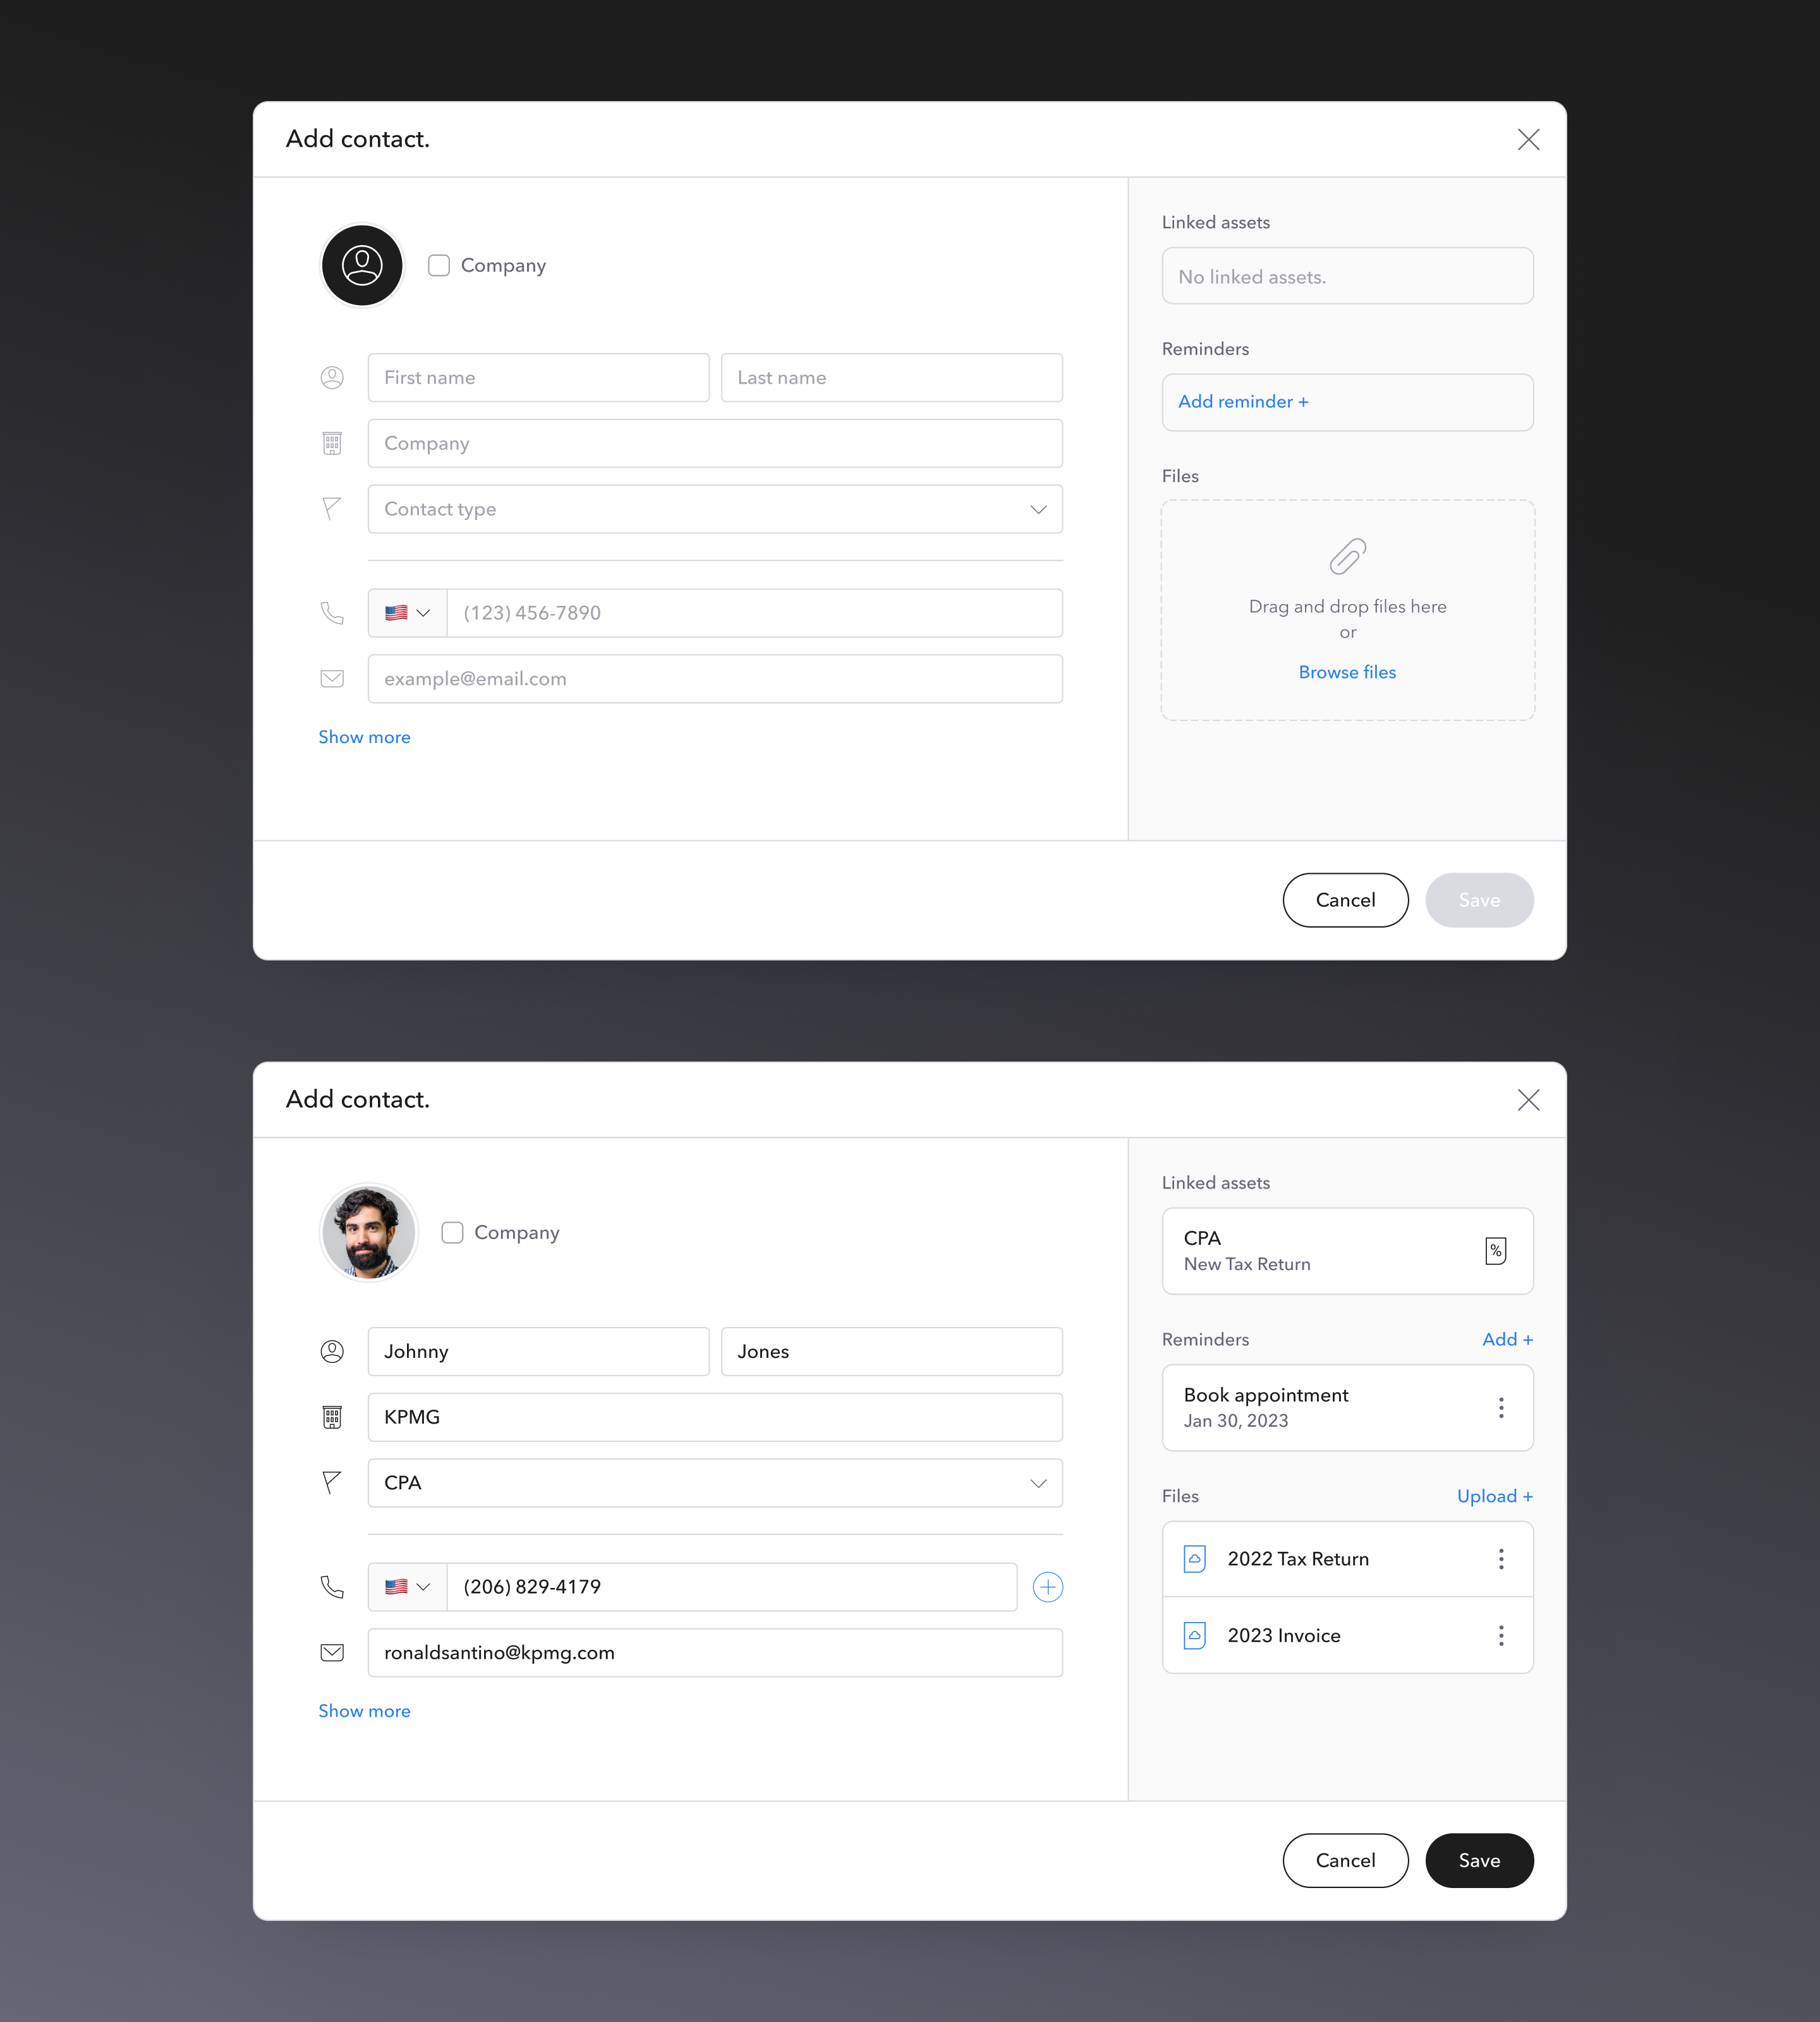 Add contact.
Company
First name
Last name
Company
Contact type
(123) 456-7890
example@email.com
Show more
Linked assets
No linked assets.
Reminders
Add reminder +
Files
Drag and drop files here
or
Browse files
Cancel
Save
Add contact.
Company
Johnny
Jones
KPMG
CPA
(206) 829-4179
ronaldsantino@kpmg.com
Show more
Linked assets
CPA
New Tax Return
%
Reminders
Add +
Book appointment
Jan 30, 2023
Files
Upload +
2022 Tax Return
2023 Invoice
Cancel
Save